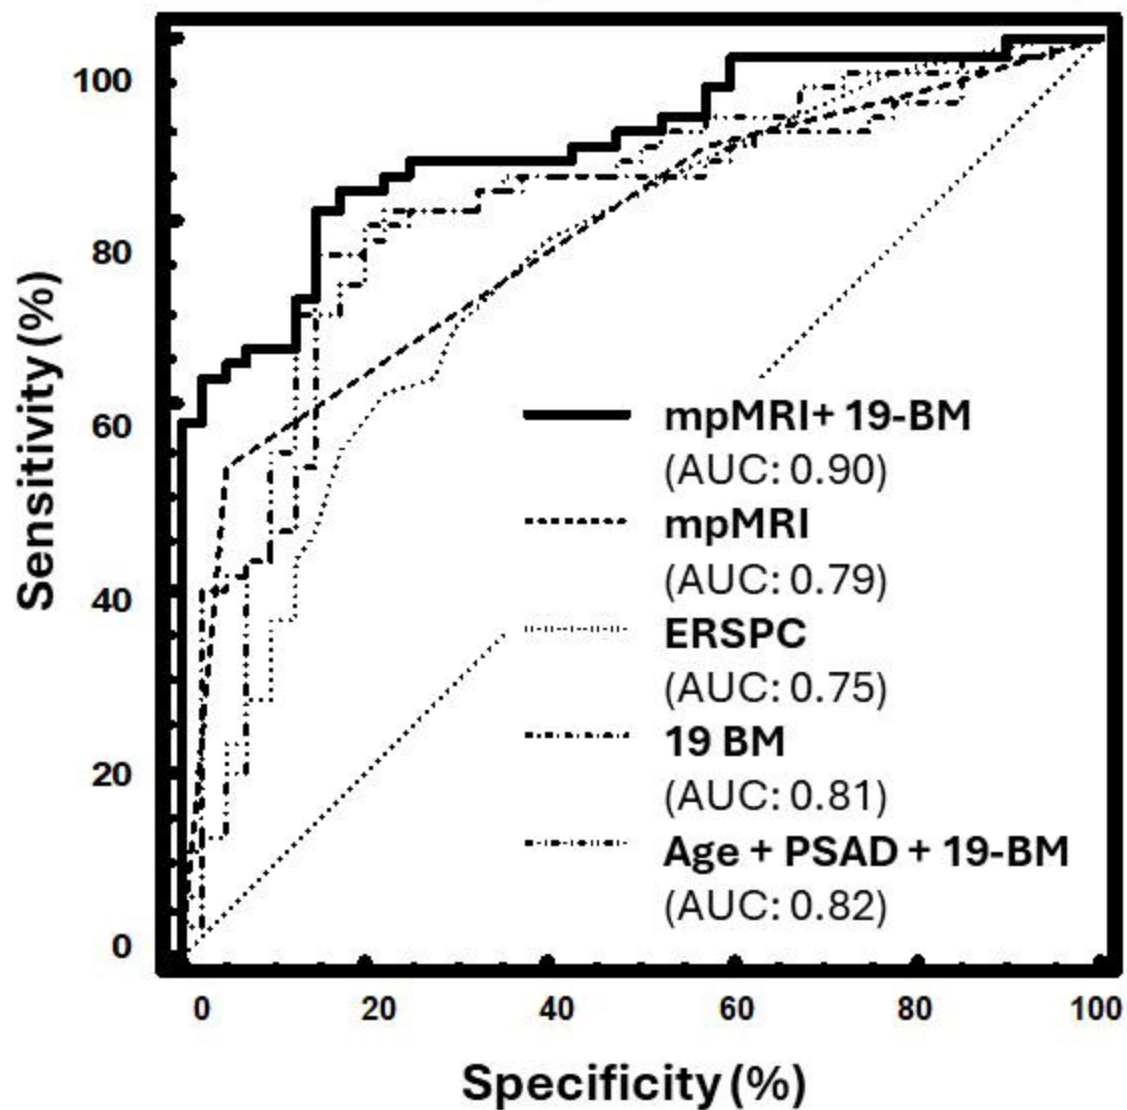 100
80
60
40
20
0
Sensitivity (%)
mpMRI+ 19-BM
(AUC: 0.90)
mpMRI
(AUC: 0.79)
ERSPC
(AUC: 0.75)
19 BM
(AUC: 0.81)
Age + PSAD + 19-BM
(AUC: 0.82)
0 20 40 60 80 100
Specificity (%)